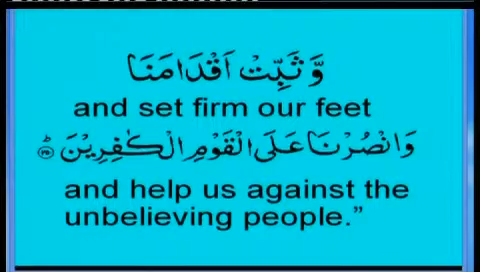 وَّ ثَبِّتْ اَقْدَامَنَا
and set firm our feet
وَانْصُرْنَا عَلَى الْقَوْمِ الْكٰفِرِيْنَ
and help us against the
unbelieving people.”